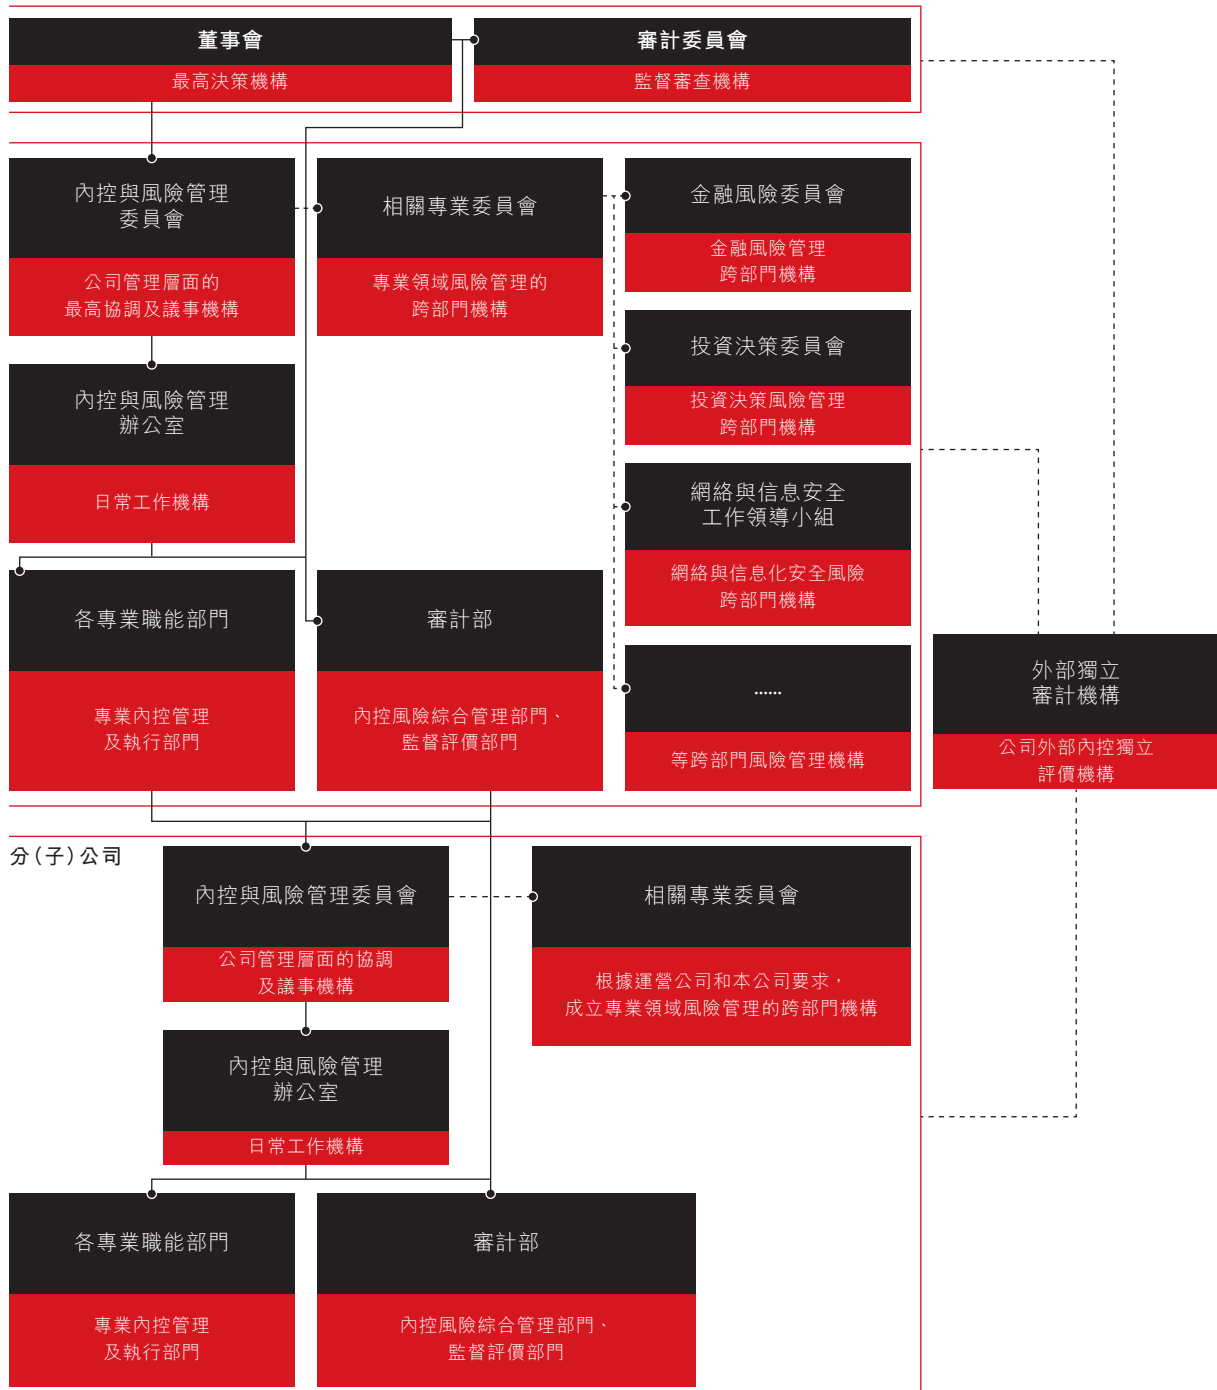 董事會
最高決策機構
審計委員會
監督審查機構
內控與風險管理
委員會
公司管理層面的
最高協調及議事機構
相關專業委員會
專業領域風險管理的
跨部門機構
金融風險委員會
金融風險管理
跨部門機構
投資決策委員會
投資決策風險管理
跨部門機構
內控與風險管理
辦公室
日常工作機構
網絡與信息安全
工作領導小組
網絡與信息化安全風險
跨部門機構
各專業職能部門
專業內控管理
及執行部門
審計部
內控風險綜合管理部門、
監督評價部門
......
等跨部門風險管理機構
外部獨立
審計機構
公司外部內控獨立
評價機構
分(子)公司
內控與風險管理委員會
公司管理層面的協調
及議事機構
相關專業委員會
根據運營公司和本公司要求，
成立專業領域風險管理的跨部門機構
內控與風險管理
辦公室
日常工作機構
各專業職能部門
專業內控管理
及執行部門
審計部
內控風險綜合管理部門、
監督評價部門